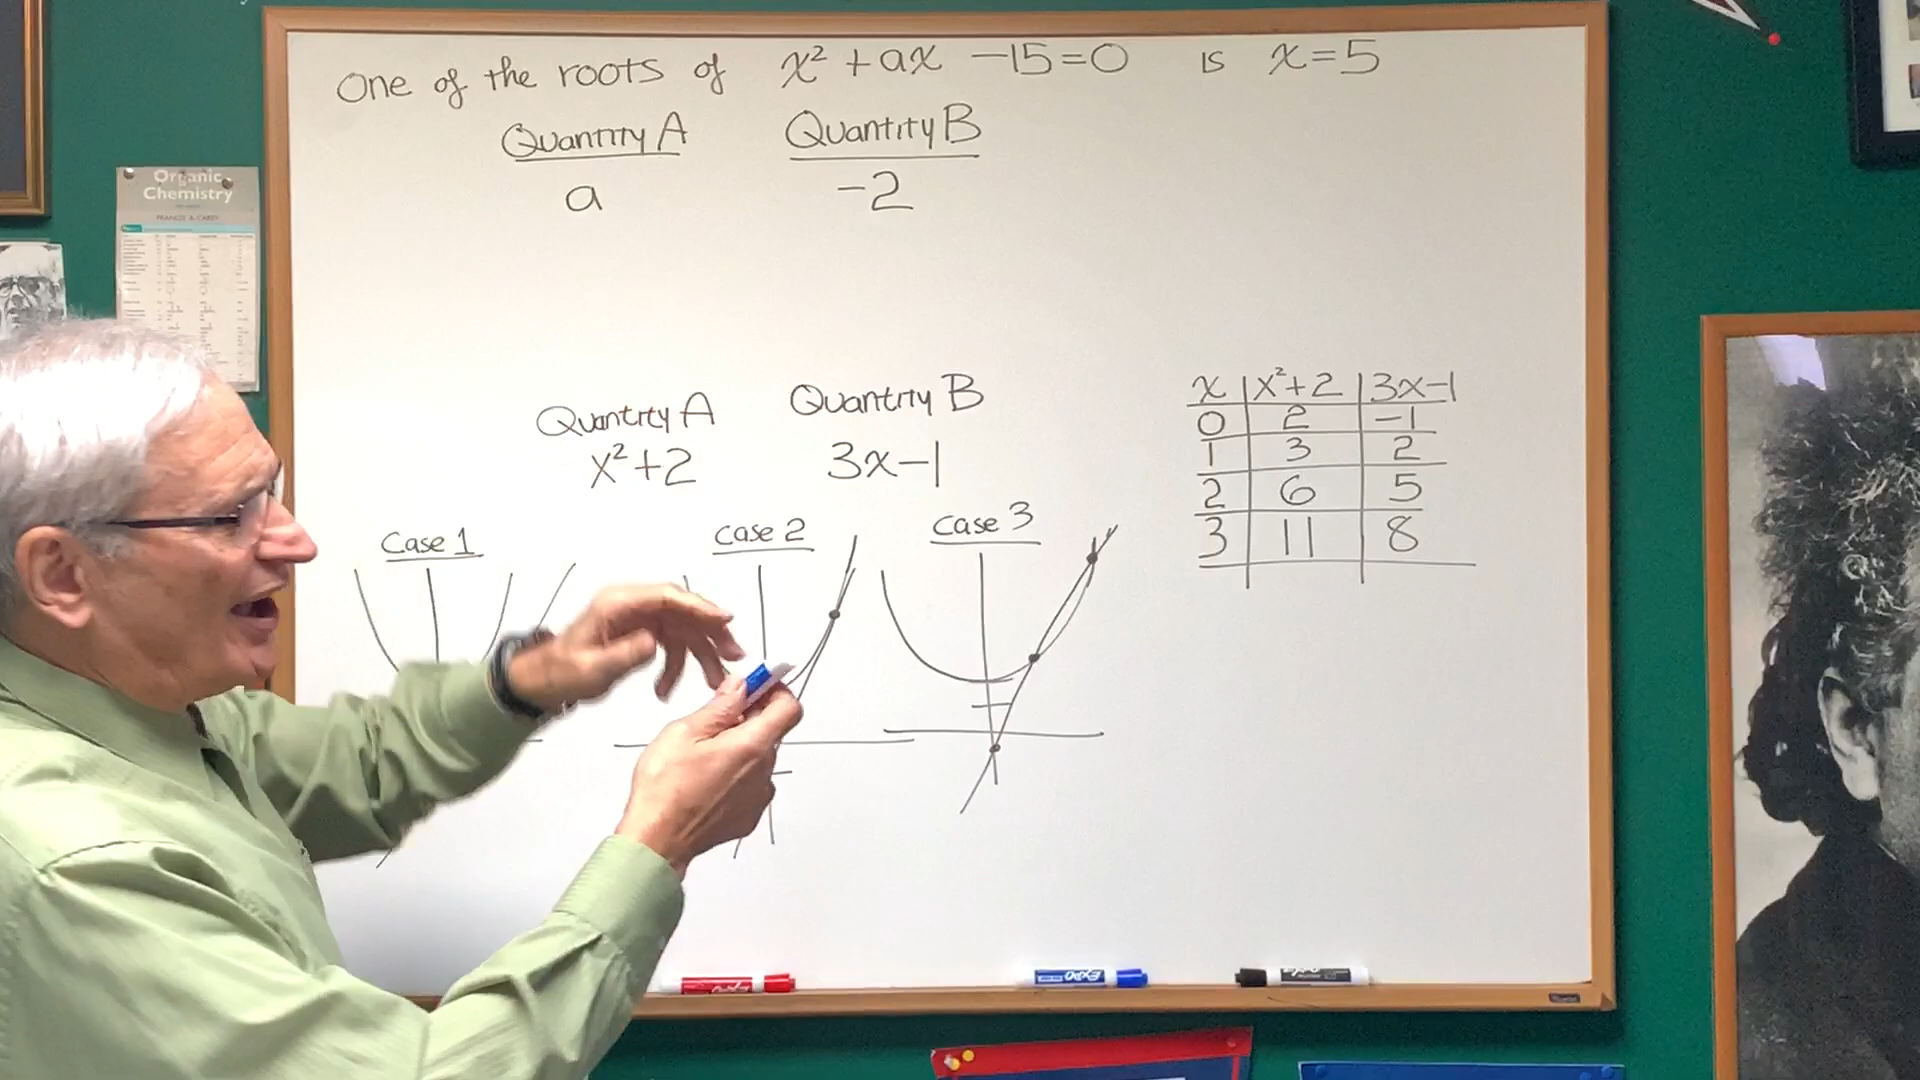 One of the roots of x² + ax - 15 = 0 is x = 5
Quantity A Quantity B
a -2
Organic
Chemistry
FRANCIS A. CAREY
Quantity A Quantity B
x² + 2 3x - 1
Case 1 Case 2 Case 3
x x² + 2 3x - 1
0 2 -1
1 3 2
2 6 5
3 11 8
Expo